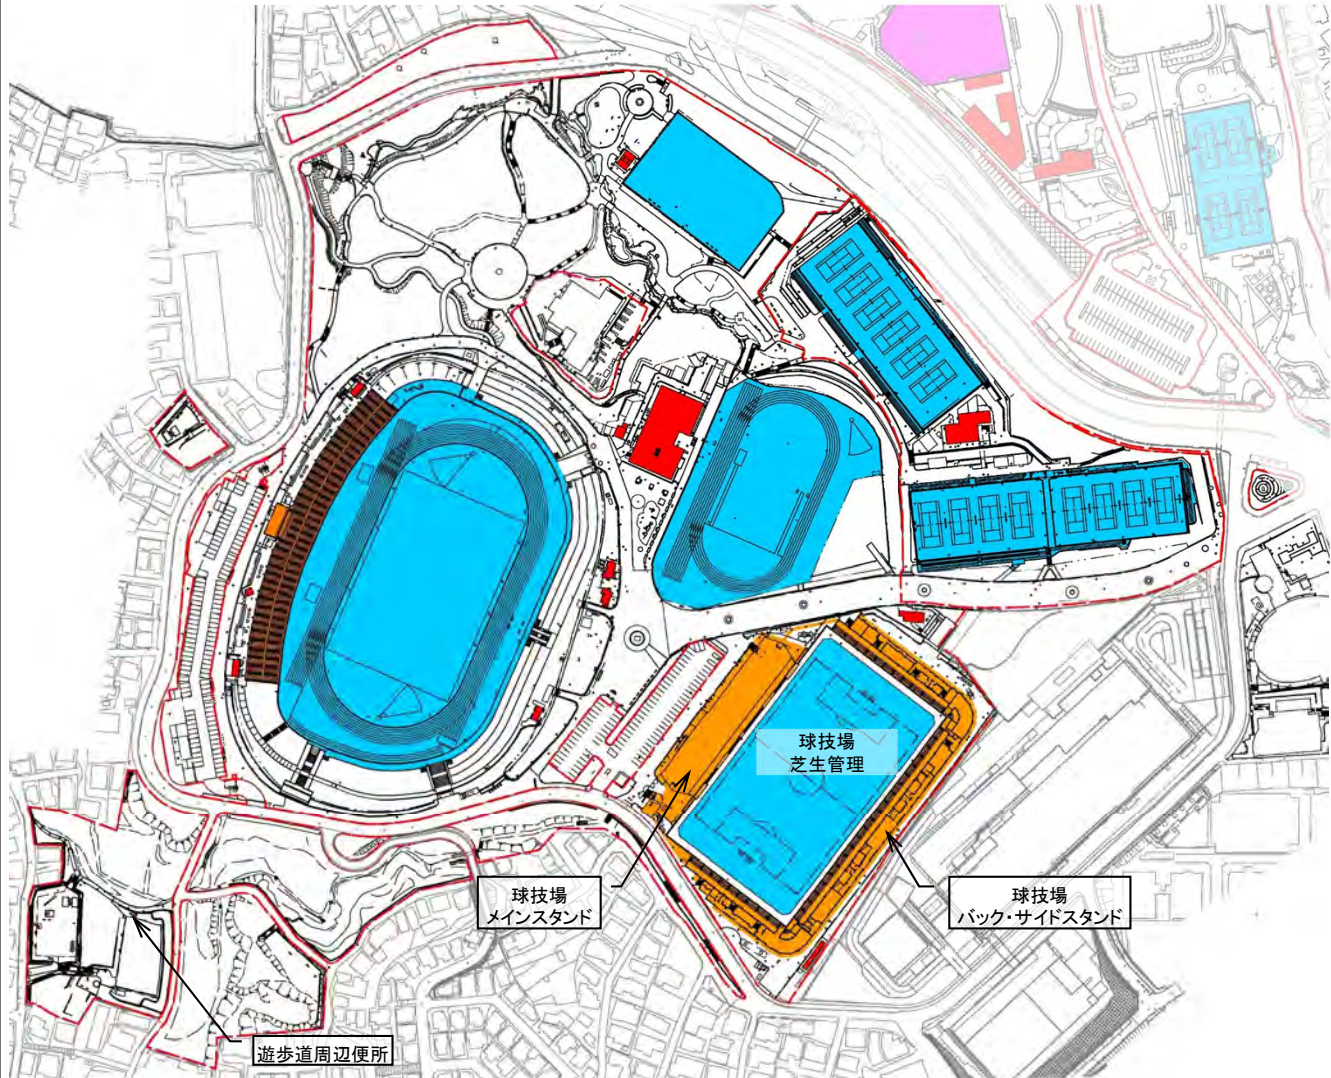 球技場
芝生管理
球技場
メインスタンド
球技場
バック・サイドスタンド
遊歩道周辺便所